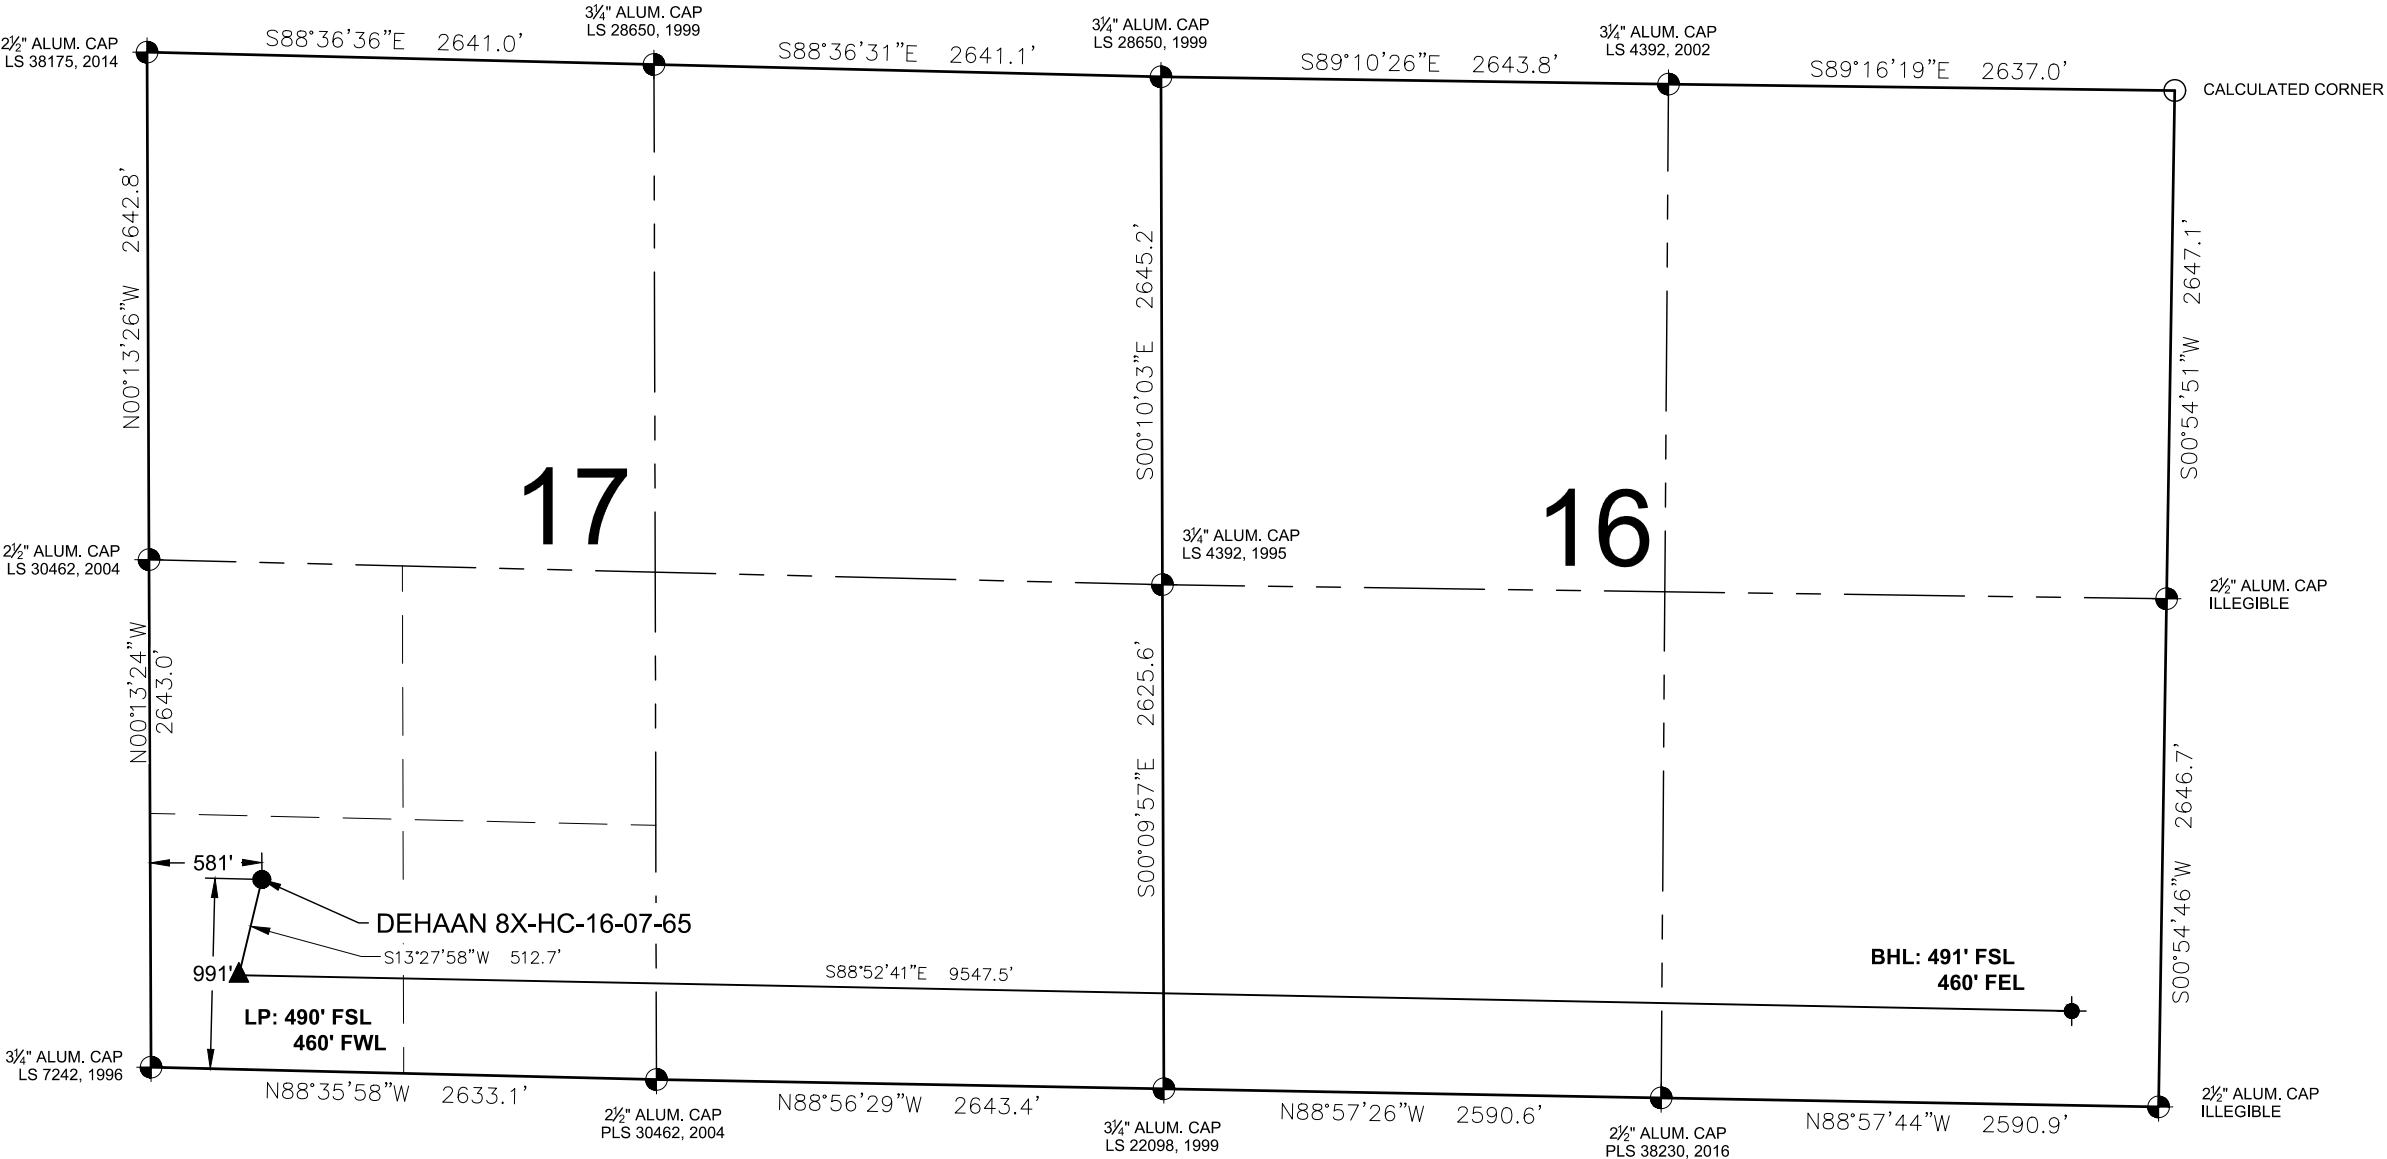 2½" ALUM. CAP
LS 38175, 2014
S88°36'36"E 2641.0'
3¼" ALUM. CAP
LS 28650, 1999
S88°36'31"E 2641.1'
3¼" ALUM. CAP
LS 28650, 1999
S89°10'26"E 2643.8'
3¼" ALUM. CAP
LS 4392, 2002
S89°16'19"E 2637.0'
CALCULATED CORNER
N00°13'26"W 2642.8'
S00°10'03"E 2645.2'
S00°54'51"W 2647.1'
17
16
2½" ALUM. CAP
LS 30462, 2004
3¼" ALUM. CAP
LS 4392, 1995
2½" ALUM. CAP
ILLEGIBLE
N00°13'24"W
2643.0'
S00°09'57"E 2625.6'
S00°54'46"W 2646.7'
581'
991'
DEHAAN 8X-HC-16-07-65
S13°27'58"W 512.7'
S88°52'41"E 9547.5'
LP: 490' FSL
460' FWL
BHL: 491' FSL
460' FEL
3¼" ALUM. CAP
LS 7242, 1996
N88°35'58"W 2633.1'
2½" ALUM. CAP
PLS 30462, 2004
N88°56'29"W 2643.4'
3¼" ALUM. CAP
LS 22098, 1999
N88°57'26"W 2590.6'
2½" ALUM. CAP
PLS 38230, 2016
N88°57'44"W 2590.9'
2½" ALUM. CAP
ILLEGIBLE